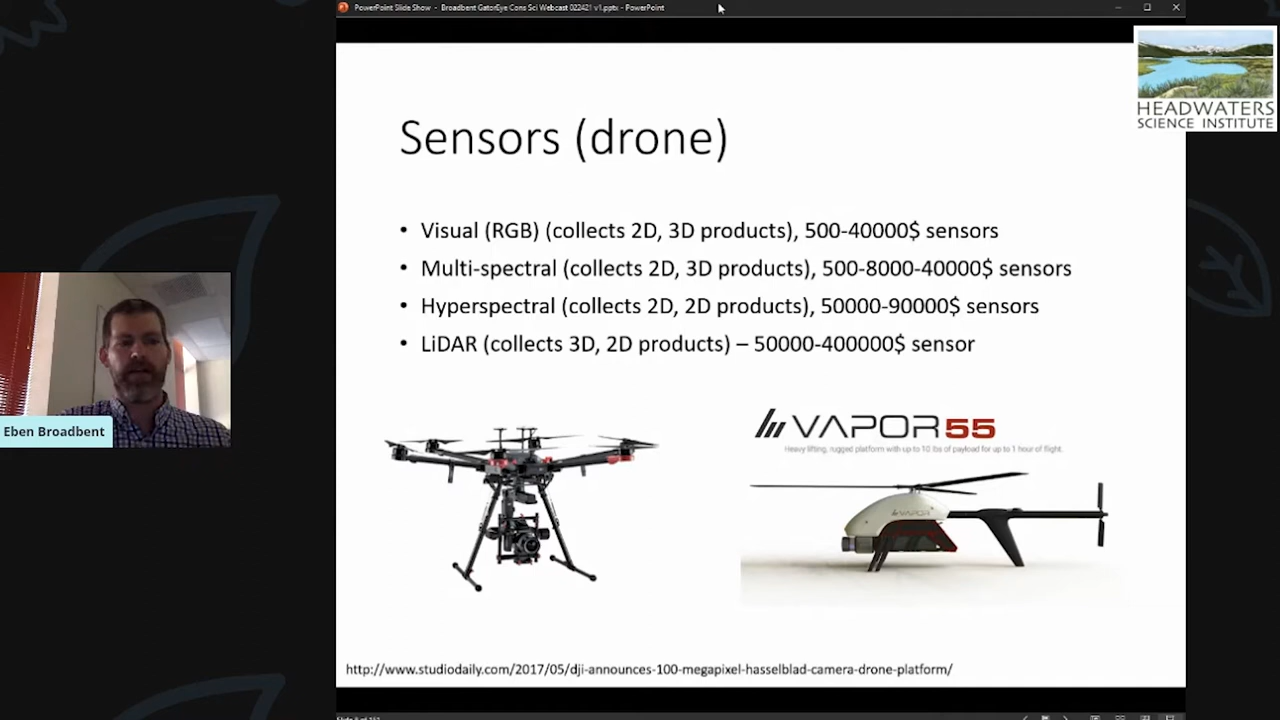 PowerPoint Slide Show - Broadbent GatorEye Cons Sci Webcast 022421 v1.pptx - PowerPoint
HEADWATERS
SCIENCE INSTITUTE
Sensors (drone)
• Visual (RGB) (collects 2D, 3D products), 500-40000$ sensors
• Multi-spectral (collects 2D, 3D products), 500-8000-40000$ sensors
• Hyperspectral (collects 2D, 2D products), 50000-90000$ sensors
• LiDAR (collects 3D, 2D products) – 50000-400000$ sensor
Eben Broadbent
VAPOR 55
Heavy lifting, rugged platform with up to 10 lbs of payload for up to 1 hour of flight.
VAPOR
http://www.studiodaily.com/2017/05/dji-announces-100-megapixel-hasselblad-camera-drone-platform/